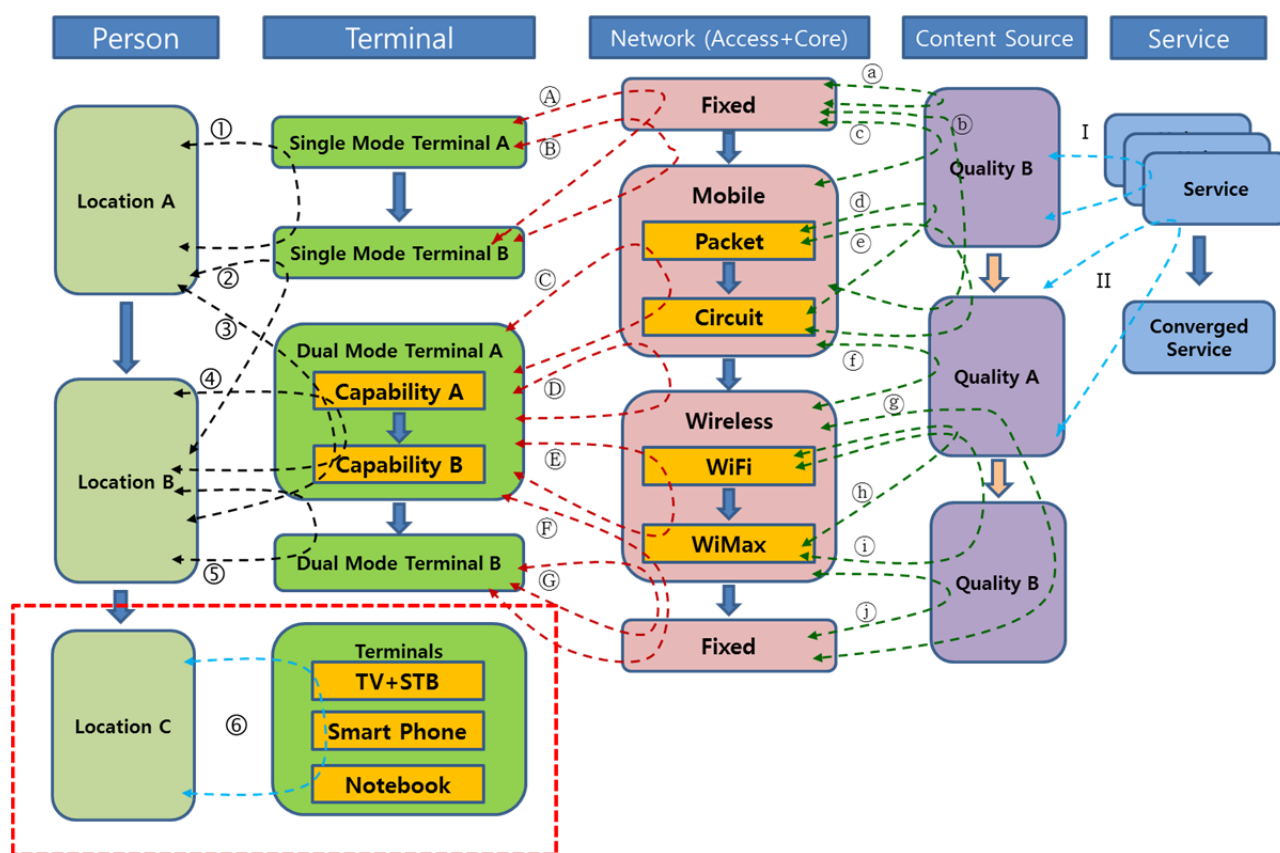 Person
Terminal
Network (Access+Core)
Content Source
Service
Location A
Location B
Location C
①
②
③
④
⑤
⑥
Single Mode Terminal A
Single Mode Terminal B
Dual Mode Terminal A
Capability A
Capability B
Dual Mode Terminal B
Terminals
TV+STB
Smart Phone
Notebook
Ⓐ
Ⓑ
Ⓒ
Ⓓ
Ⓔ
Ⓕ
Ⓖ
Fixed
Mobile
Packet
Circuit
Wireless
WiFi
WiMax
Fixed
ⓐ
ⓑ
ⓒ
ⓓ
ⓔ
ⓕ
ⓖ
ⓗ
ⓘ
ⓙ
Quality B
Quality A
Quality B
I
II
Service
Converged
Service